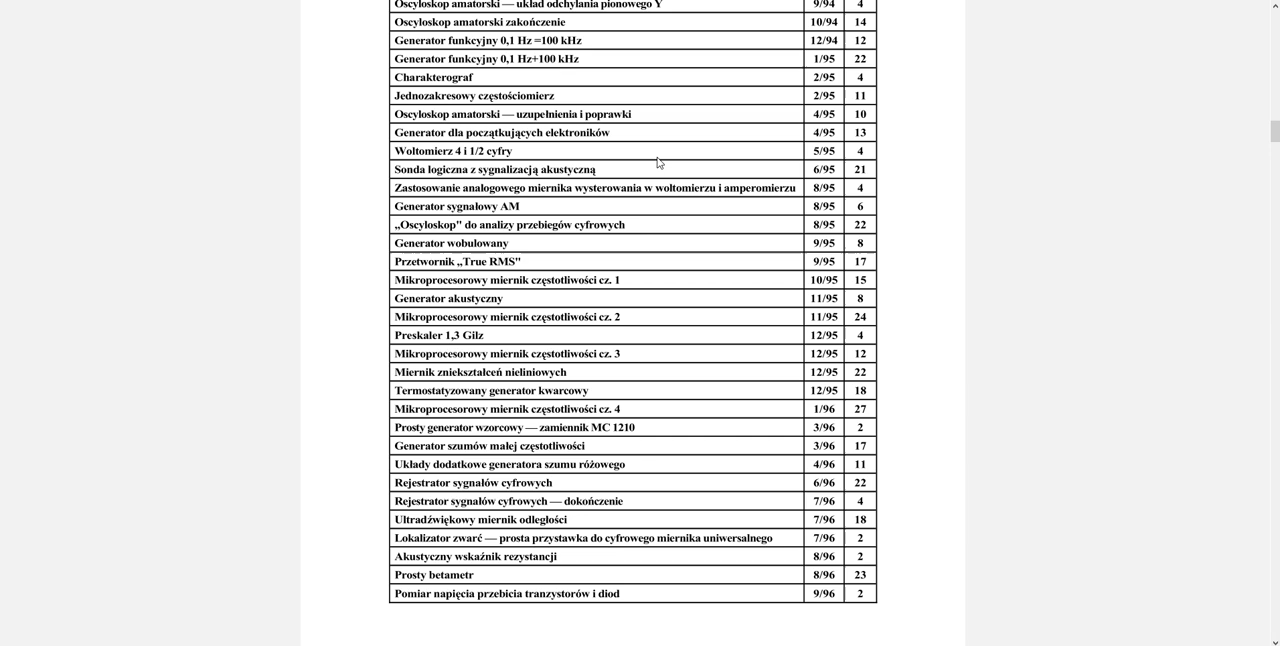 Oscyloskop amatorski — układ odchylania pionowego Y 9/94 4
Oscyloskop amatorski zakończenie 10/94 14
Generator funkcyjny 0,1 Hz =100 kHz 12/94 12
Generator funkcyjny 0,1 Hz+100 kHz 1/95 22
Charakterograf 2/95 4
Jednozakresowy częstościomierz 2/95 11
Oscyloskop amatorski — uzupełnienia i poprawki 4/95 10
Generator dla początkujących elektroników 4/95 13
Woltomierz 4 i 1/2 cyfry 5/95 4
Sonda logiczna z sygnalizacją akustyczną 6/95 21
Zastosowanie analogowego miernika wysterowania w woltomierzu i amperomierzu 8/95 4
Generator sygnałowy AM 8/95 6
„Oscyloskop" do analizy przebiegów cyfrowych 8/95 22
Generator wobulowany 9/95 8
Przetwornik „True RMS" 9/95 17
Mikroprocesorowy miernik częstotliwości cz. 1 10/95 15
Generator akustyczny 11/95 8
Mikroprocesorowy miernik częstotliwości cz. 2 11/95 24
Preskaler 1,3 Gilz 12/95 4
Mikroprocesorowy miernik częstotliwości cz. 3 12/95 12
Miernik zniekształceń nieliniowych 12/95 22
Termostatyzowany generator kwarcowy 12/95 18
Mikroprocesorowy miernik częstotliwości cz. 4 1/96 27
Prosty generator wzorcowy — zamiennik MC 1210 3/96 2
Generator szumów małej częstotliwości 3/96 17
Układy dodatkowe generatora szumu różowego 4/96 11
Rejestrator sygnałów cyfrowych 6/96 22
Rejestrator sygnałów cyfrowych — dokończenie 7/96 4
Ultradźwiękowy miernik odległości 7/96 18
Lokalizator zwarć — prosta przystawka do cyfrowego miernika uniwersalnego 7/96 2
Akustyczny wskaźnik rezystancji 8/96 2
Prosty betametr 8/96 23
Pomiar napięcia przebicia tranzystorów i diod 9/96 2